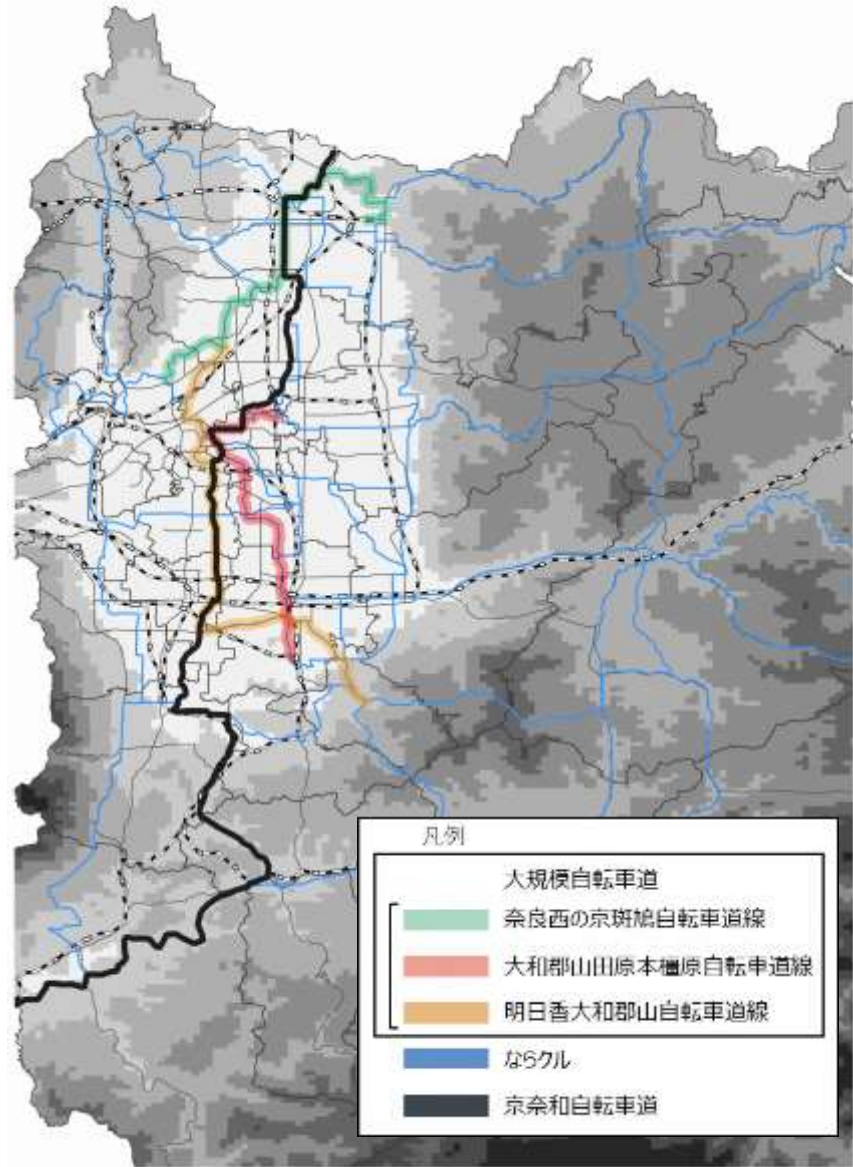 凡例
大規模自転車道
奈良西の京斑鳩自転車道線
大和郡山田原本橿原自転車道線
明日香大和郡山自転車道線
ならクル
京奈和自転車道